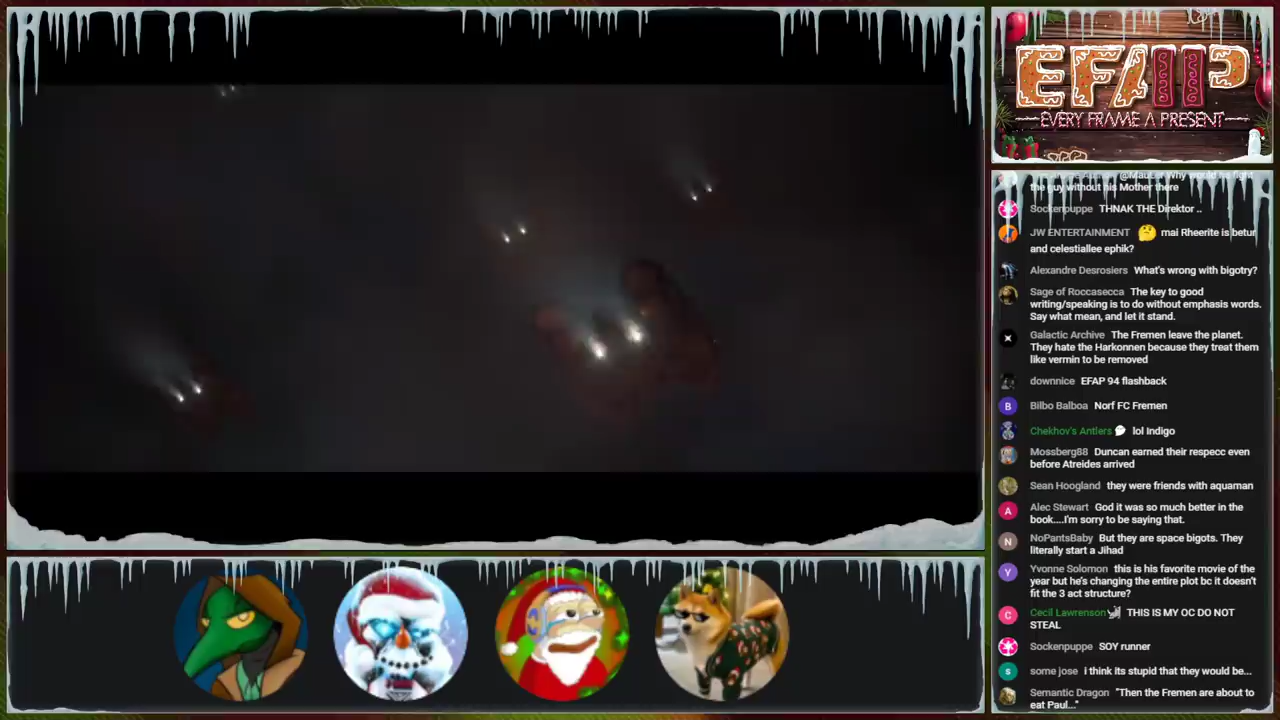 EFAP
EVERY FRAME A PRESENT
@MauLer Why would he fight
the guy without his Mother there
Sockenpuppe THNAK THE Direktor ..
JW ENTERTAINMENT 🤔 mai Rheerite is betur
and celestiallee ephik?
Alexandre Desrosiers What's wrong with bigotry?
Sage of Roccasecca The key to good
writing/speaking is to do without emphasis words.
Say what mean, and let it stand.
Galactic Archive The Fremen leave the planet.
They hate the Harkonnen because they treat them
like vermin to be removed
downnice EFAP 94 flashback
B
Bilbo Balboa Norf FC Fremen
Chekhov's Antlers lol Indigo
Mossberg88 Duncan earned their respecc even
before Atreides arrived
Sean Hoogland they were friends with aquaman
A
Alec Stewart God it was so much better in the
book....I'm sorry to be saying that.
N
NoPantsBaby But they are space bigots. They
literally start a Jihad
Y
Yvonne Solomon this is his favorite movie of the
year but he's changing the entire plot bc it doesn't
fit the 3 act structure?
C
Cecil Lawrenson THIS IS MY OC DO NOT
STEAL
Sockenpuppe SOY runner
s
some jose i think its stupid that they would be...
Semantic Dragon "Then the Fremen are about to
eat Paul..."